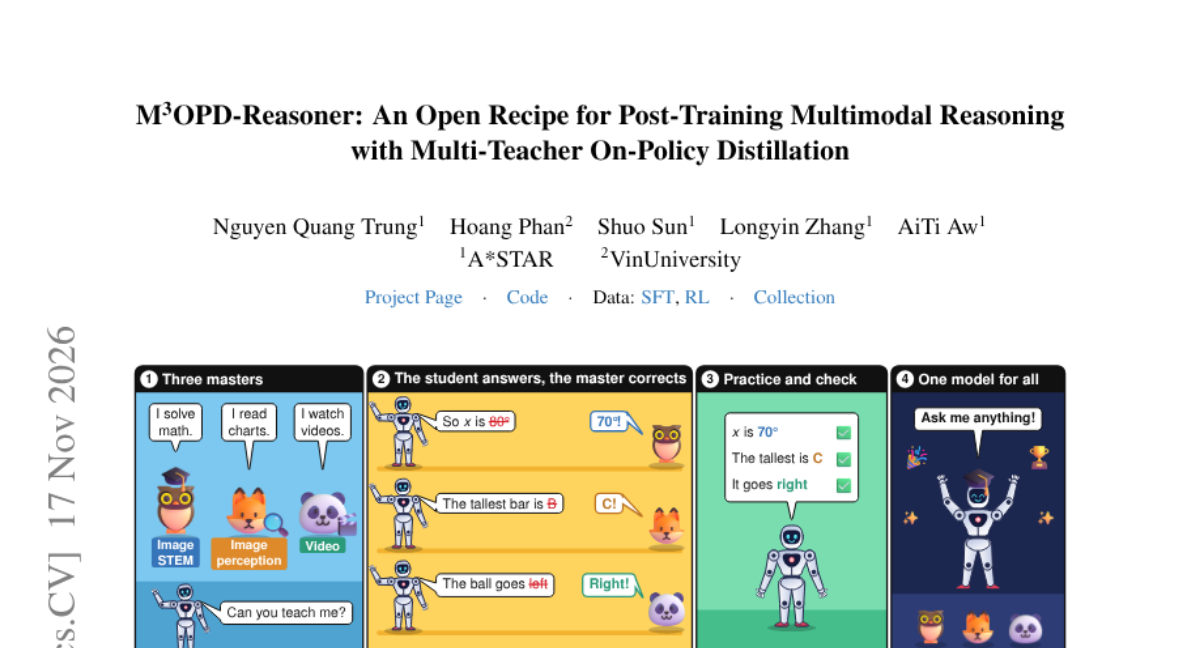 M³OPD-Reasoner: An Open Recipe for Post-Training Multimodal Reasoning
with Multi-Teacher On-Policy Distillation
Nguyen Quang Trung¹ Hoang Phan² Shuo Sun¹ Longyin Zhang¹ AiTi Aw¹
¹A*STAR ²VinUniversity
Project Page · Code · Data: SFT, RL · Collection
cs.CV] 17 Nov 2026
1 Three masters
I solve
math.
I read
charts.
I watch
videos.
Image
STEM
Image
perception
Video
Can you teach me?
2 The student answers, the master corrects
So x is 80°
70°!
The tallest bar is B
C!
The ball goes left
Right!
3 Practice and check
x is 70°
The tallest is C
It goes right
4 One model for all
Ask me anything!